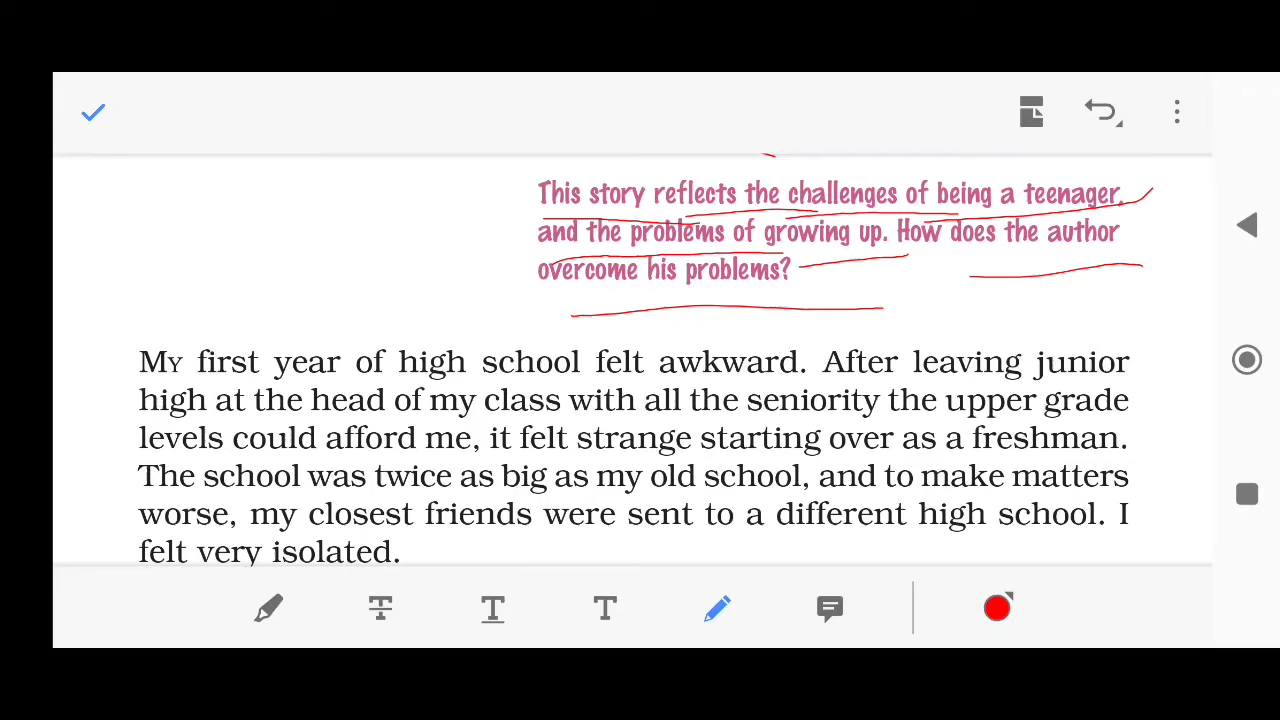 This story reflects the challenges of being a teenager,
and the problems of growing up. How does the author
overcome his problems?
MY first year of high school felt awkward. After leaving junior
high at the head of my class with all the seniority the upper grade
levels could afford me, it felt strange starting over as a freshman.
The school was twice as big as my old school, and to make matters
worse, my closest friends were sent to a different high school. I
felt very isolated.